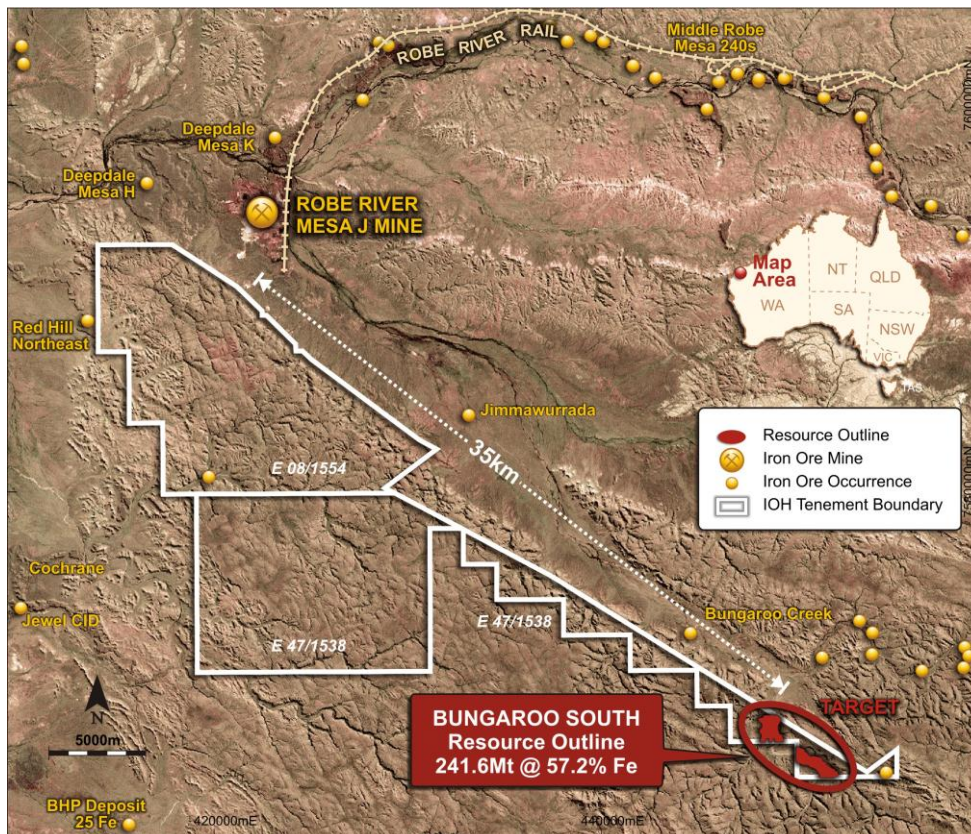 Middle Robe
Mesa 240s
ROBE RIVER RAIL
7600000mN
Deepdale
Mesa K
Deepdale
Mesa H
ROBE RIVER
MESA J MINE
Map
Area
NT
QLD
WA
SA
NSW
VIC
TAS
Red Hill
Northeast
Jimmawurrada
35km
Resource Outline
Iron Ore Mine
Iron Ore Occurrence
IOH Tenement Boundary
E 08/1554
Cochrane
Jewel CID
E 47/1538
E 47/1538
Bungaroo Creek
TARGET
N
5000m
BUNGAROO SOUTH
Resource Outline
241.6Mt @ 57.2% Fe
BHP Deposit
25 Fe
420000mE
440000mE